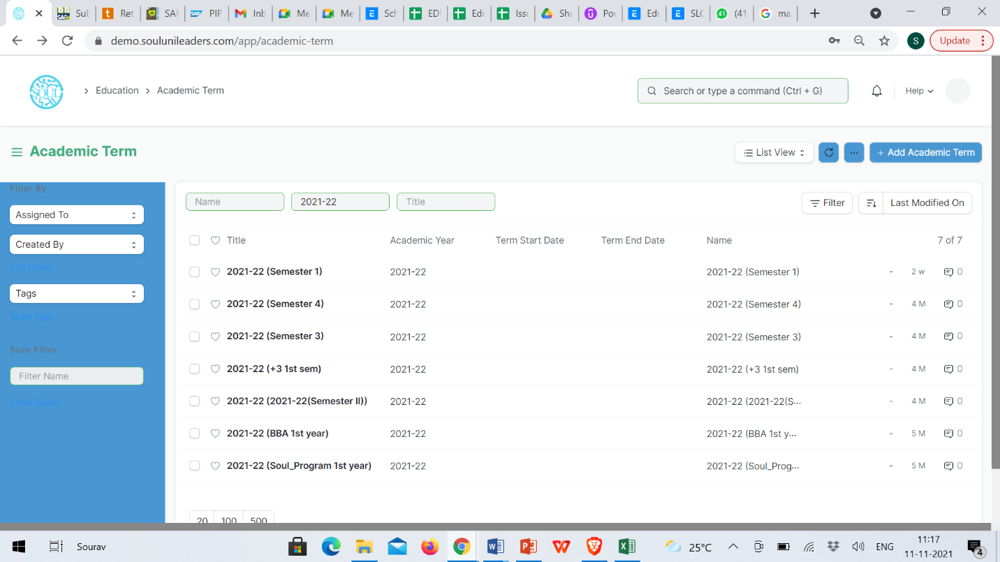 Sub
Ret
SAF
PIP
Inb
Me
Me
Sch
EDI
Edu
Issu
Sha
Pov
Edu
SLC
(41
ma
demo.soulunileaders.com/app/academic-term
S
Update
SOUL
Education
Academic Term
Search or type a command (Ctrl + G)
Help
Academic Term
List View
+ Add Academic Term
Filter By
Assigned To
Created By
Edit Filters
Tags
Show Tags
Save Filter
Filter Name
Show Saved
Name
2021-22
Title
Filter
Last Modified On
Title Academic Year Term Start Date Term End Date Name 7 of 7
2021-22 (Semester 1) 2021-22 2021-22 (Semester 1) - 2 w 0
2021-22 (Semester 4) 2021-22 2021-22 (Semester 4) - 4 M 0
2021-22 (Semester 3) 2021-22 2021-22 (Semester 3) - 4 M 0
2021-22 (+3 1st sem) 2021-22 2021-22 (+3 1st sem) - 4 M 0
2021-22 (2021-22(Semester II)) 2021-22 2021-22 (2021-22(S... - 4 M 0
2021-22 (BBA 1st year) 2021-22 2021-22 (BBA 1st y... - 5 M 0
2021-22 (Soul_Program 1st year) 2021-22 2021-22 (Soul_Prog... - 5 M 0
20 100 500
Sourav
25°C
ENG
11:17
11-11-2021
4